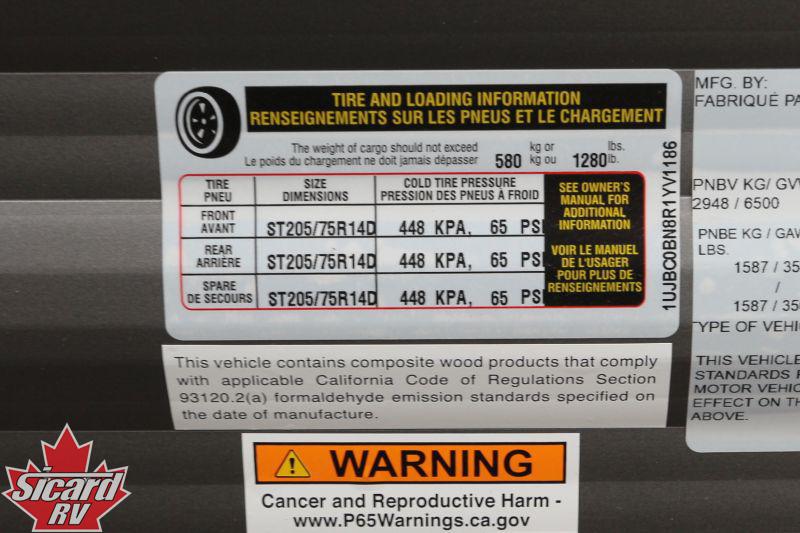 TIRE AND LOADING INFORMATION
RENSEIGNEMENTS SUR LES PNEUS ET LE CHARGEMENT
The weight of cargo should not exceed kg or lbs.
Le poids du chargement ne doit jamais dépasser 580 kg ou 1280 lb.
TIRE SIZE COLD TIRE PRESSURE
PNEU DIMENSIONS PRESSION DES PNEUS À FROID
FRONT
AVANT ST205/75R14D 448 KPA, 65 PSI
REAR
ARRIÈRE ST205/75R14D 448 KPA, 65 PSI
SPARE
DE SECOURS ST205/75R14D 448 KPA, 65 PSI
SEE OWNER'S
MANUAL FOR
ADDITIONAL
INFORMATION
VOIR LE MANUEL
DE L'USAGER
POUR PLUS DE
RENSEIGNEMENTS
1UJBC0BN8R1YV1186
MFG. BY:
FABRIQUÉ PA
PNBV KG/ GV
2948 / 6500
PNBE KG / GAW
LBS.
1587 / 35
/
1587 / 35
TYPE OF VEHI
THIS VEHICLE
STANDARDS
MOTOR VEHIC
EFFECT ON TH
ABOVE.
This vehicle contains composite wood products that comply
with applicable California Code of Regulations Section
93120.2(a) formaldehyde emission standards specified on
the date of manufacture.
WARNING
Cancer and Reproductive Harm -
www.P65Warnings.ca.gov
Sicard
RV